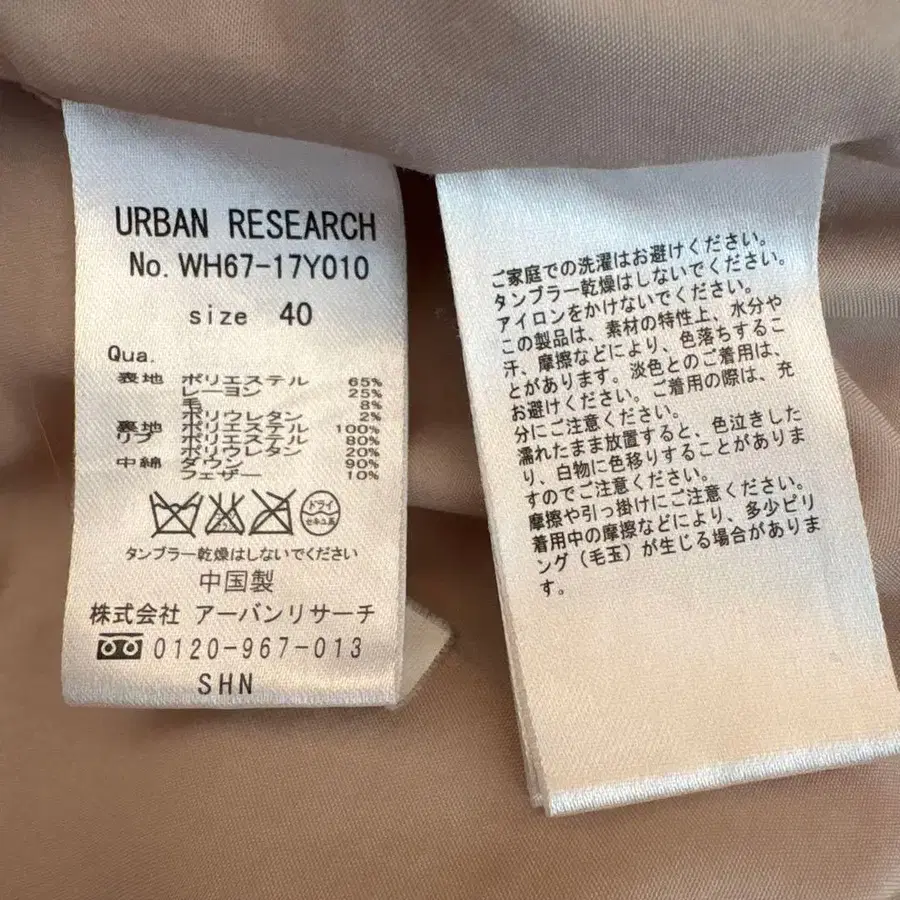 URBAN RESEARCH
No. WH67-17Y010
size 40
Qua.
表地 ポリエステル 65%
レーヨン 25%
毛 8%
ポリウレタン 2%
裏地 ポリエステル 100%
リブ ポリエステル 80%
ポリウレタン 20%
中綿 ダウン 90%
フェザー 10%
ドライ
セキユ系
タンブラー乾燥はしないでください
中国製
株式会社 アーバンリサーチ
0120-967-013
SHN
ご家庭での洗濯はお避けください。
タンブラー乾燥はしないでください。
アイロンをかけないでください。
この製品は、素材の特性上、水分や
汗、摩擦などにより、色落ちするこ
とがあります。淡色とのご着用は、
お避けください。ご着用の際は、充
分にご注意ください。
濡れたまま放置すると、色泣きした
り、白物に色移りすることがありま
すのでご注意ください。
摩擦や引っ掛けにご注意ください。
着用中の摩擦などにより、多少ピリ
ング（毛玉）が生じる場合がありま
す。